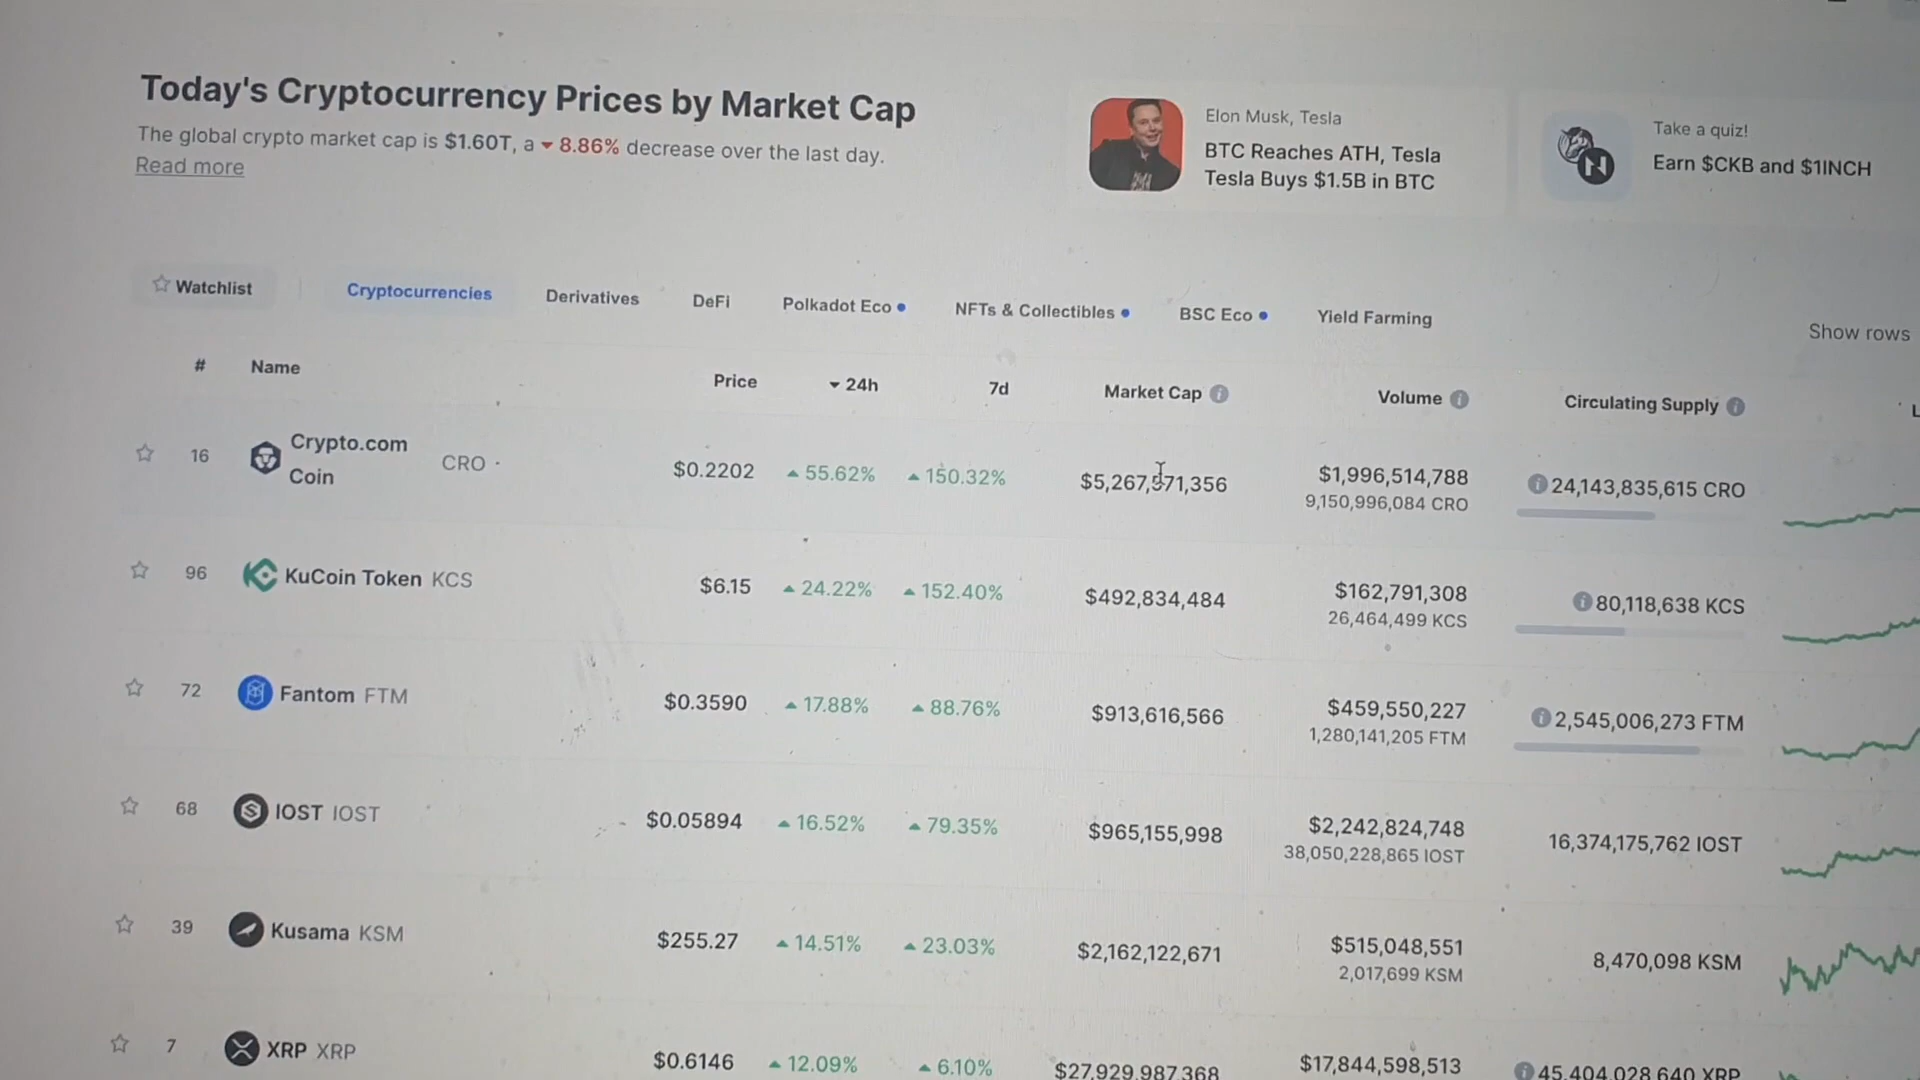 Today's Cryptocurrency Prices by Market Cap
The global crypto market cap is $1.60T, a 8.86% decrease over the last day.
Read more
Elon Musk, Tesla
BTC Reaches ATH, Tesla
Tesla Buys $1.5B in BTC
Take a quiz!
Earn $CKB and $1INCH
Watchlist Cryptocurrencies Derivatives DeFi Polkadot Eco NFTs & Collectibles BSC Eco Yield Farming Show rows
# Name Price 24h 7d Market Cap Volume Circulating Supply
16 Crypto.com Coin CRO $0.2202 55.62% 150.32% $1,996,514,788 24,143,835,615 CRO
9,150,996,084 CRO
96 KuCoin Token KCS $6.15 24.22% 152.40% $492,834,484 $162,791,308 80,118,638 KCS
26,464,499 KCS
72 Fantom FTM $0.3590 17.88% 88.76% $913,616,566 $459,550,227 2,545,006,273 FTM
1,280,141,205 FTM
68 IOST IOST $0.05894 16.52% 79.35% $965,155,998 $2,242,824,748 16,374,175,762 IOST
38,050,228,865 IOST
39 Kusama KSM $255.27 14.51% 23.03% $2,162,122,671 $515,048,551 8,470,098 KSM
2,017,699 KSM
7 XRP XRP $0.6146 12.09% 6.10% $27,929,987,368 $17,844,598,513 45,404,028,640 XRP